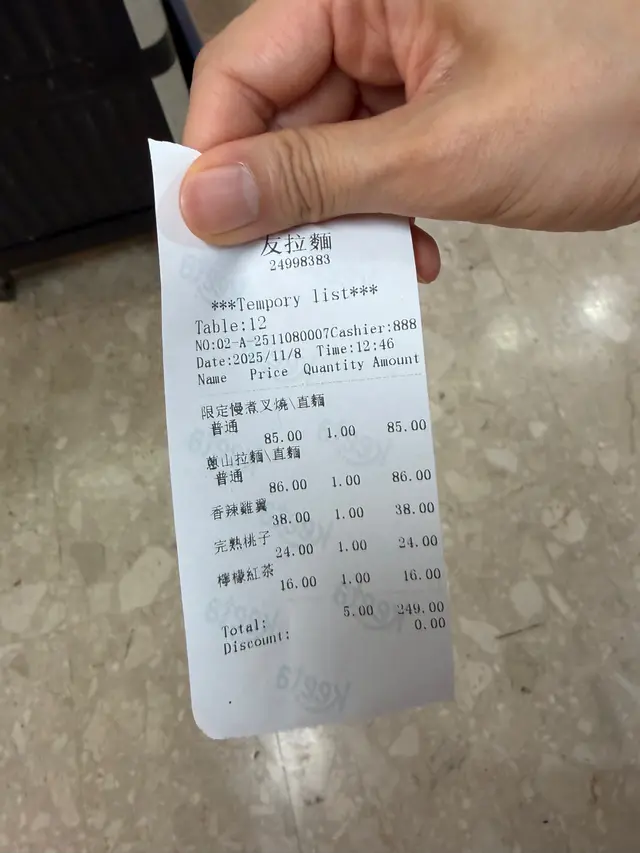 友拉麵
24998383
***Tempory list***
Table:12
NO:02-A-2511080007Cashier:888
Date:2025/11/8 Time:12:46
Name Price Quantity Amount
限定慢煮叉燒\直麵
普通
85.00 1.00 85.00
蔥山拉麵\直麵
普通
86.00 1.00 86.00
香辣雞翼
38.00 1.00 38.00
完熟桃子
24.00 1.00 24.00
檸檬紅茶
16.00 1.00 16.00
Total: 5.00 249.00
Discount: 0.00
Keeta